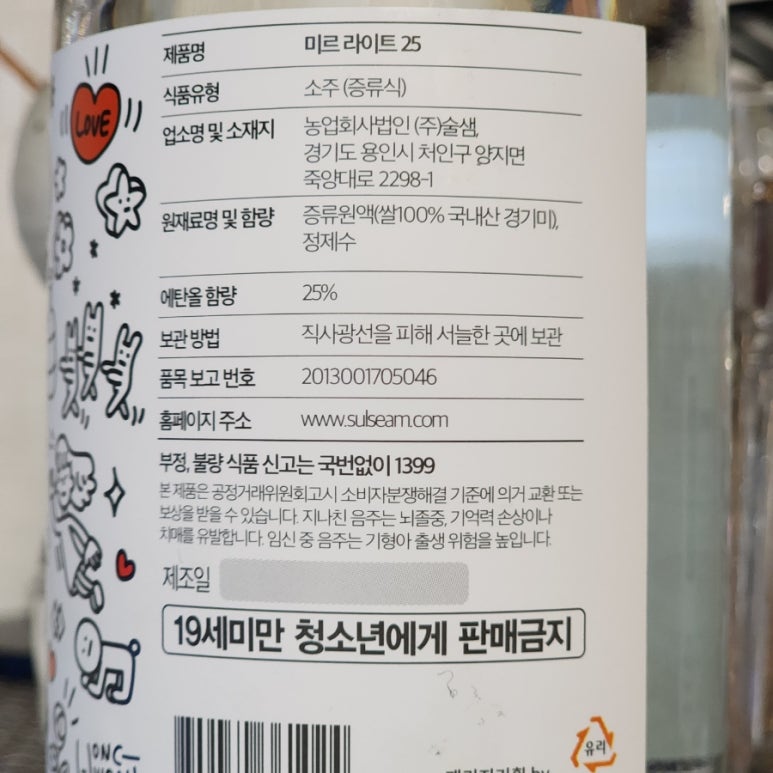 LOVE
제품명 미르 라이트 25
식품유형 소주 (증류식)
업소명 및 소재지 농업회사법인 (주)술샘,
경기도 용인시 처인구 양지면
죽양대로 2298-1
원재료명 및 함량 증류원액(쌀100% 국내산 경기미),
정제수
에탄올 함량 25%
보관 방법 직사광선을 피해 서늘한 곳에 보관
품목 보고 번호 2013001705046
홈페이지 주소 www.sulseam.com
부정, 불량 식품 신고는 국번없이 1399
본 제품은 공정거래위원회고시 소비자분쟁해결 기준에 의거 교환 또는
보상을 받을 수 있습니다. 지나친 음주는 뇌졸중, 기억력 손상이나
치매를 유발합니다. 임신 중 음주는 기형아 출생 위험을 높입니다.
제조일
19세미만 청소년에게 판매금지
유리